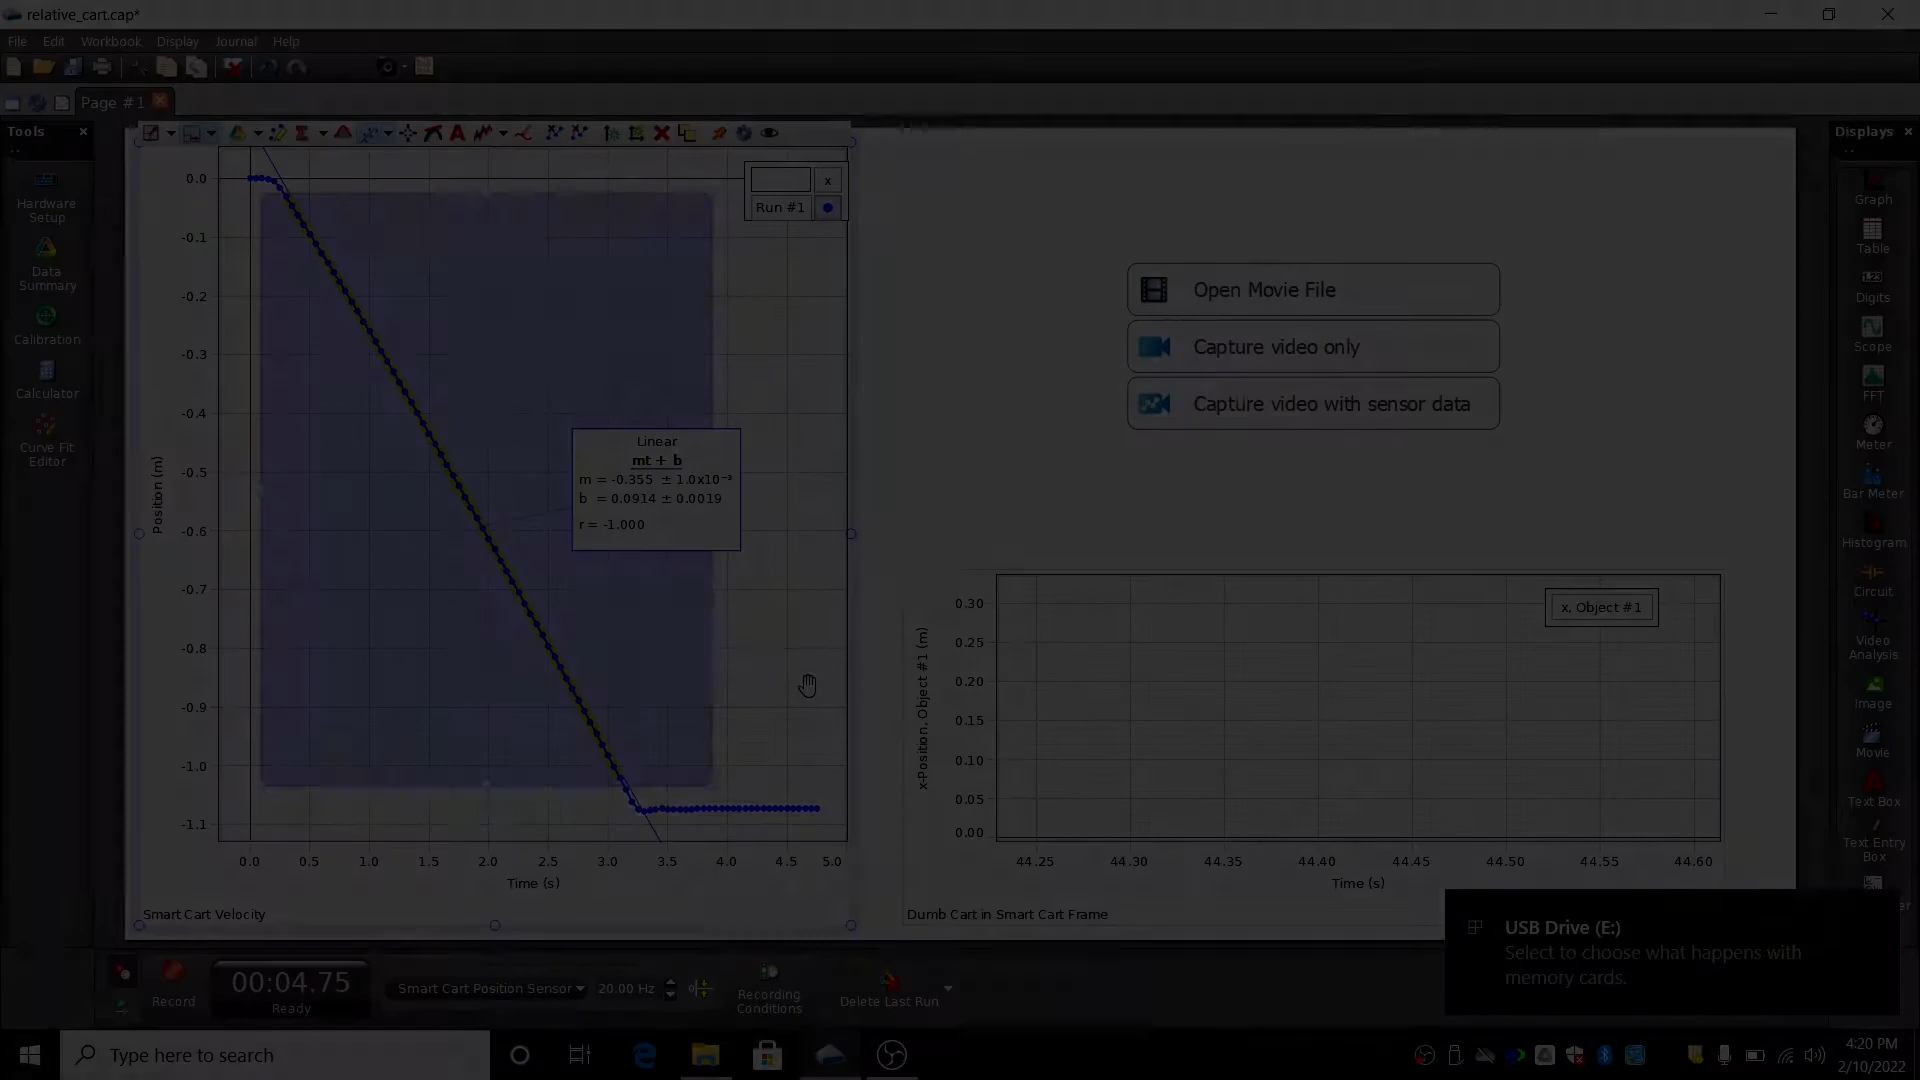 relative_cart.cap*
File Edit Workbook Display Journal Help
Page #1
Tools
Hardware Setup
Data Summary
Calibration
Calculator
Curve Fit Editor
x
Run #1
0.0
-0.1
-0.2
-0.3
-0.4
-0.5
-0.6
-0.7
-0.8
-0.9
-1.0
-1.1
Position (m)
Linear
mt + b
m = -0.355 ± 1.0x10⁻³
b = 0.0914 ± 0.0019
r = -1.000
0.0 0.5 1.0 1.5 2.0 2.5 3.0 3.5 4.0 4.5 5.0
Time (s)
Smart Cart Velocity
Open Movie File
Capture video only
Capture video with sensor data
x, Object #1
0.30
0.25
0.20
0.15
0.10
0.05
0.00
x-Position, Object #1 (m)
44.25 44.30 44.35 44.40 44.45 44.50 44.55 44.60
Time (s)
Dumb Cart in Smart Cart Frame
Displays
Graph
Table
1.23
Digits
Scope
FFT
Meter
Bar Meter
Histogram
Circuit
Video Analysis
Image
Movie
Text Box
Text Entry Box
USB Drive (E:)
Select to choose what happens with
memory cards.
Record
00:04.75
Ready
Smart Cart Position Sensor
20.00 Hz
Recording Conditions
Delete Last Run
Type here to search
4:20 PM
2/10/2022